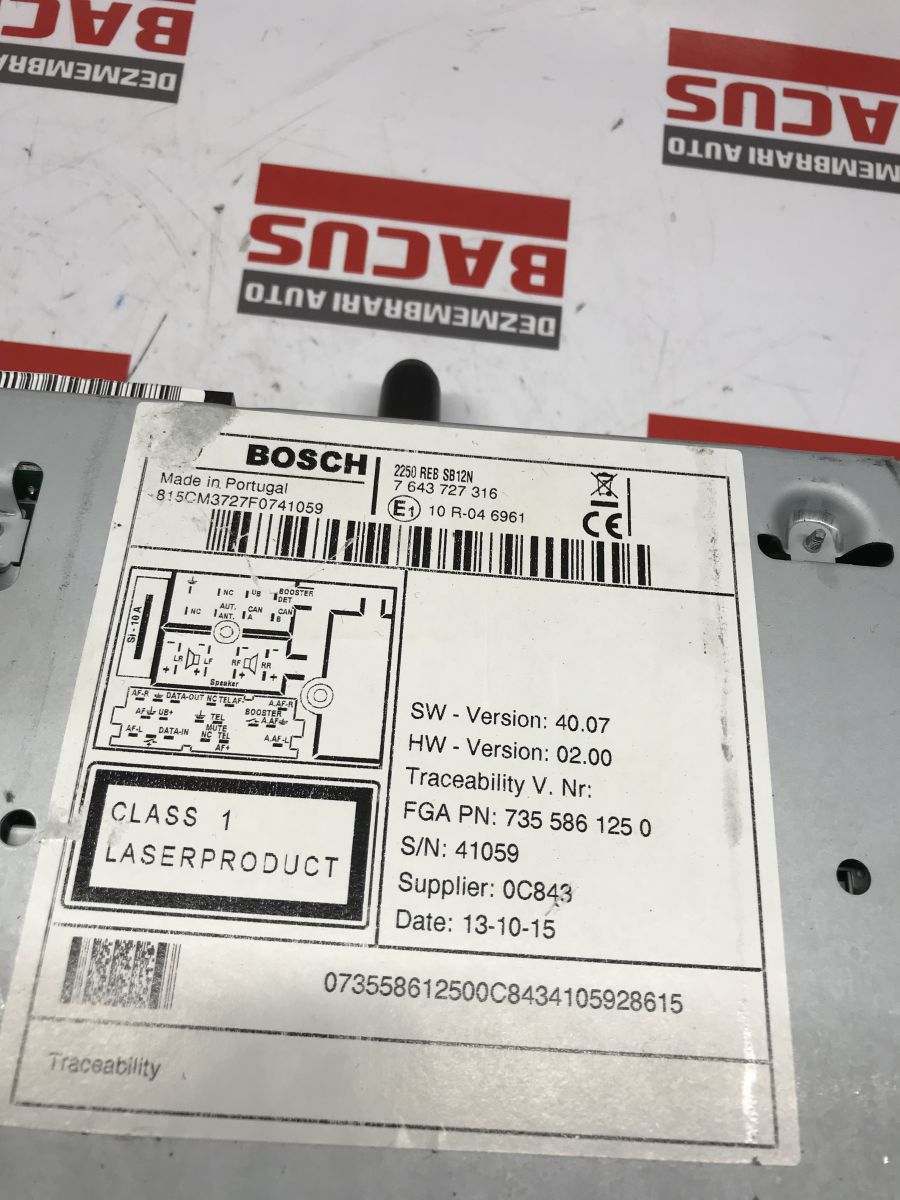 BACUS
DEZMEMBRARI AUTO
BACUS
DEZMEMBRARI AUTO
BACUS
DEZMEMBRARI AUTO
BOSCH
Made in Portugal
815CM3727F0741059
2250 REB SB12N
7 643 727 316
E1 10 R-04 6961
CE
Si - 10 A
NC UB BOOSTER DET
NC AUT. ANT. CAN A CAN B
LR LF RF RR
Speaker
AF-R DATA-OUT NC TEL AF- A.AF-R
AF UB+ TEL MUTE BOOSTER A.AF
AF-L DATA-IN NC TEL AF+ A.AF-L
CLASS 1
LASERPRODUCT
SW - Version: 40.07
HW - Version: 02.00
Traceability V. Nr:
FGA PN: 735 586 125 0
S/N: 41059
Supplier: 0C843
Date: 13-10-15
073558612500C8434105928615
Traceability